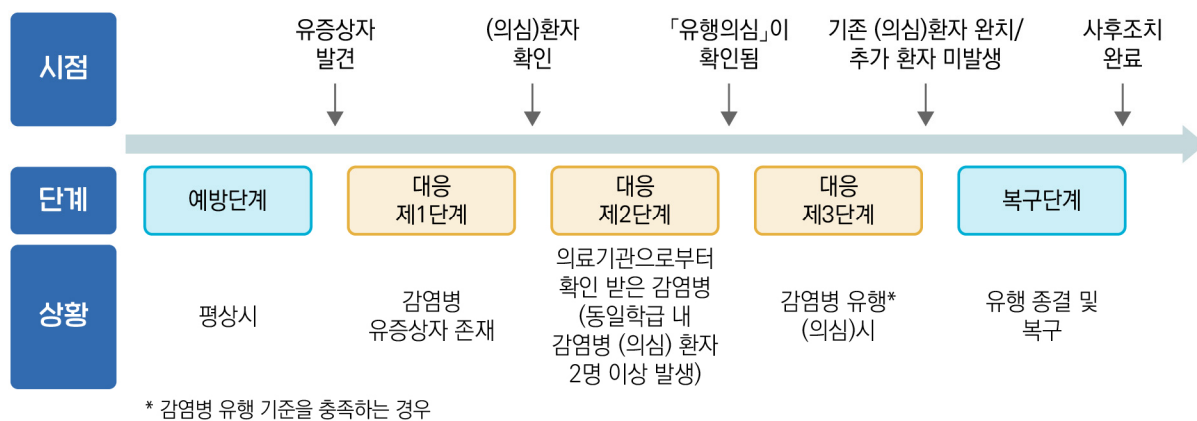 시점
유증상자
발견
(의심)환자
확인
「유행의심」이
확인됨
기존 (의심)환자 완치/
추가 환자 미발생
사후조치
완료
단계
예방단계
대응
제1단계
대응
제2단계
대응
제3단계
복구단계
상황
평상시
감염병
유증상자 존재
의료기관으로부터
확인 받은 감염병
(동일학급 내
감염병 (의심) 환자
2명 이상 발생)
감염병 유행*
(의심)시
유행 종결 및
복구
* 감염병 유행 기준을 충족하는 경우